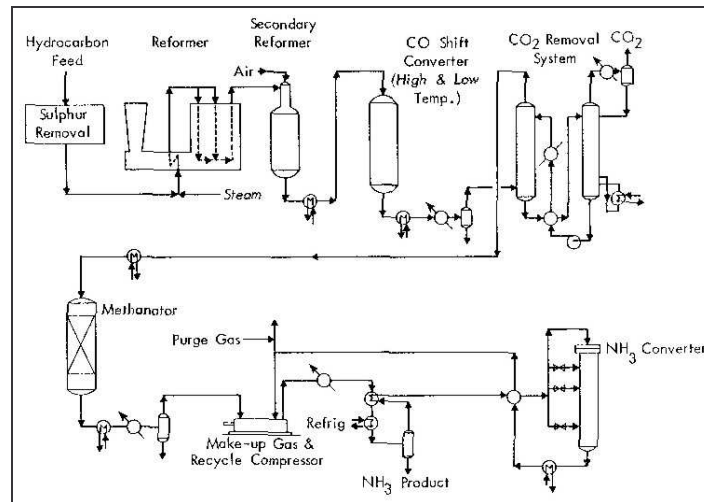 Hydrocarbon
Feed
Reformer
Secondary
Reformer
Air
CO Shift
Converter
(High & Low
Temp.)
CO2 Removal
System
CO2
Sulphur
Removal
Steam
M
M
M
Methanator
Purge Gas
NH3 Converter
Refrig
Make-up Gas &
Recycle Compressor
NH3 Product
M
M